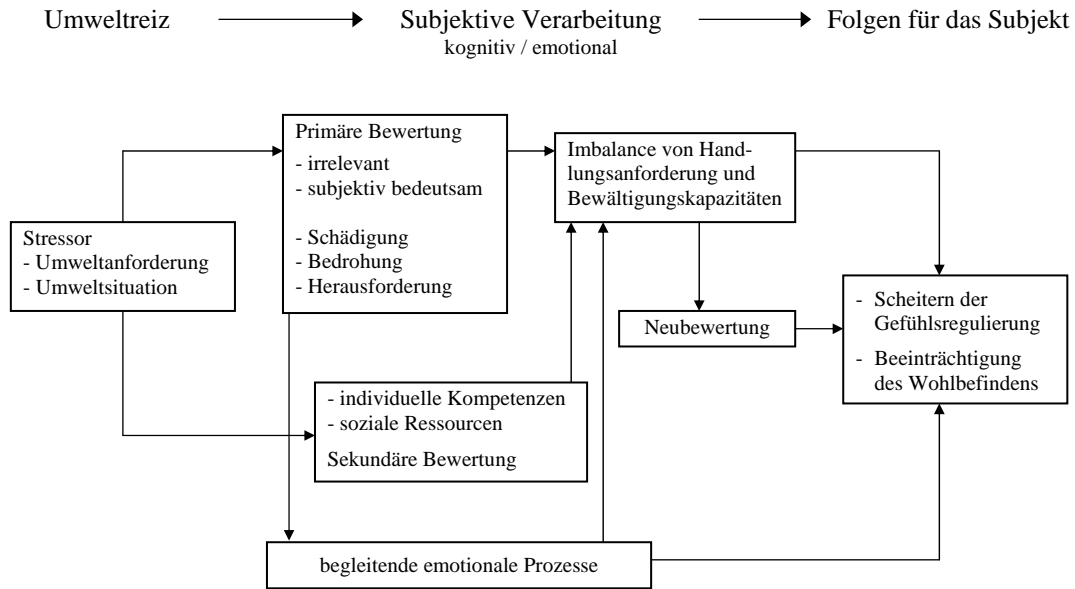 Umweltreiz
Subjektive Verarbeitung
kognitiv / emotional
Folgen für das Subjekt
Primäre Bewertung
- irrelevant
- subjektiv bedeutsam
- Schädigung
- Bedrohung
- Herausforderung
Imbalance von Hand-
lungsanforderung und
Bewältigungskapazitäten
Stressor
- Umweltanforderung
- Umweltsituation
Neubewertung
- Scheitern der
Gefühlsregulierung
- Beeinträchtigung
des Wohlbefindens
- individuelle Kompetenzen
- soziale Ressourcen
Sekundäre Bewertung
begleitende emotionale Prozesse